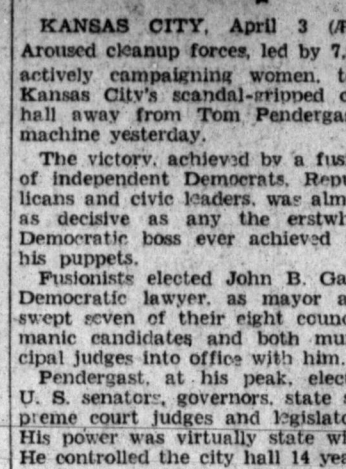 KANSAS CITY, April 3 (
Aroused cleanup forces, led by 7,
actively campaigning women, t
Kansas City's scandal-gripped c
hall away from Tom Pendergas
machine yesterday.
The victory, achieved by a fus
of independent Democrats, Repu
licans and civic leaders, was alm
as decisive as any the erstwh
Democratic boss ever achieved
his puppets.
Fusionists elected John B. Ga
Democratic lawyer, as mayor a
swept seven of their eight counc
manic candidates and both mu
cipal judges into office with him.
Pendergast, at his peak, elec
U. S. senators, governors, state s
preme court judges and legislato
His power was virtually state wi
He controlled the city hall 14 yea